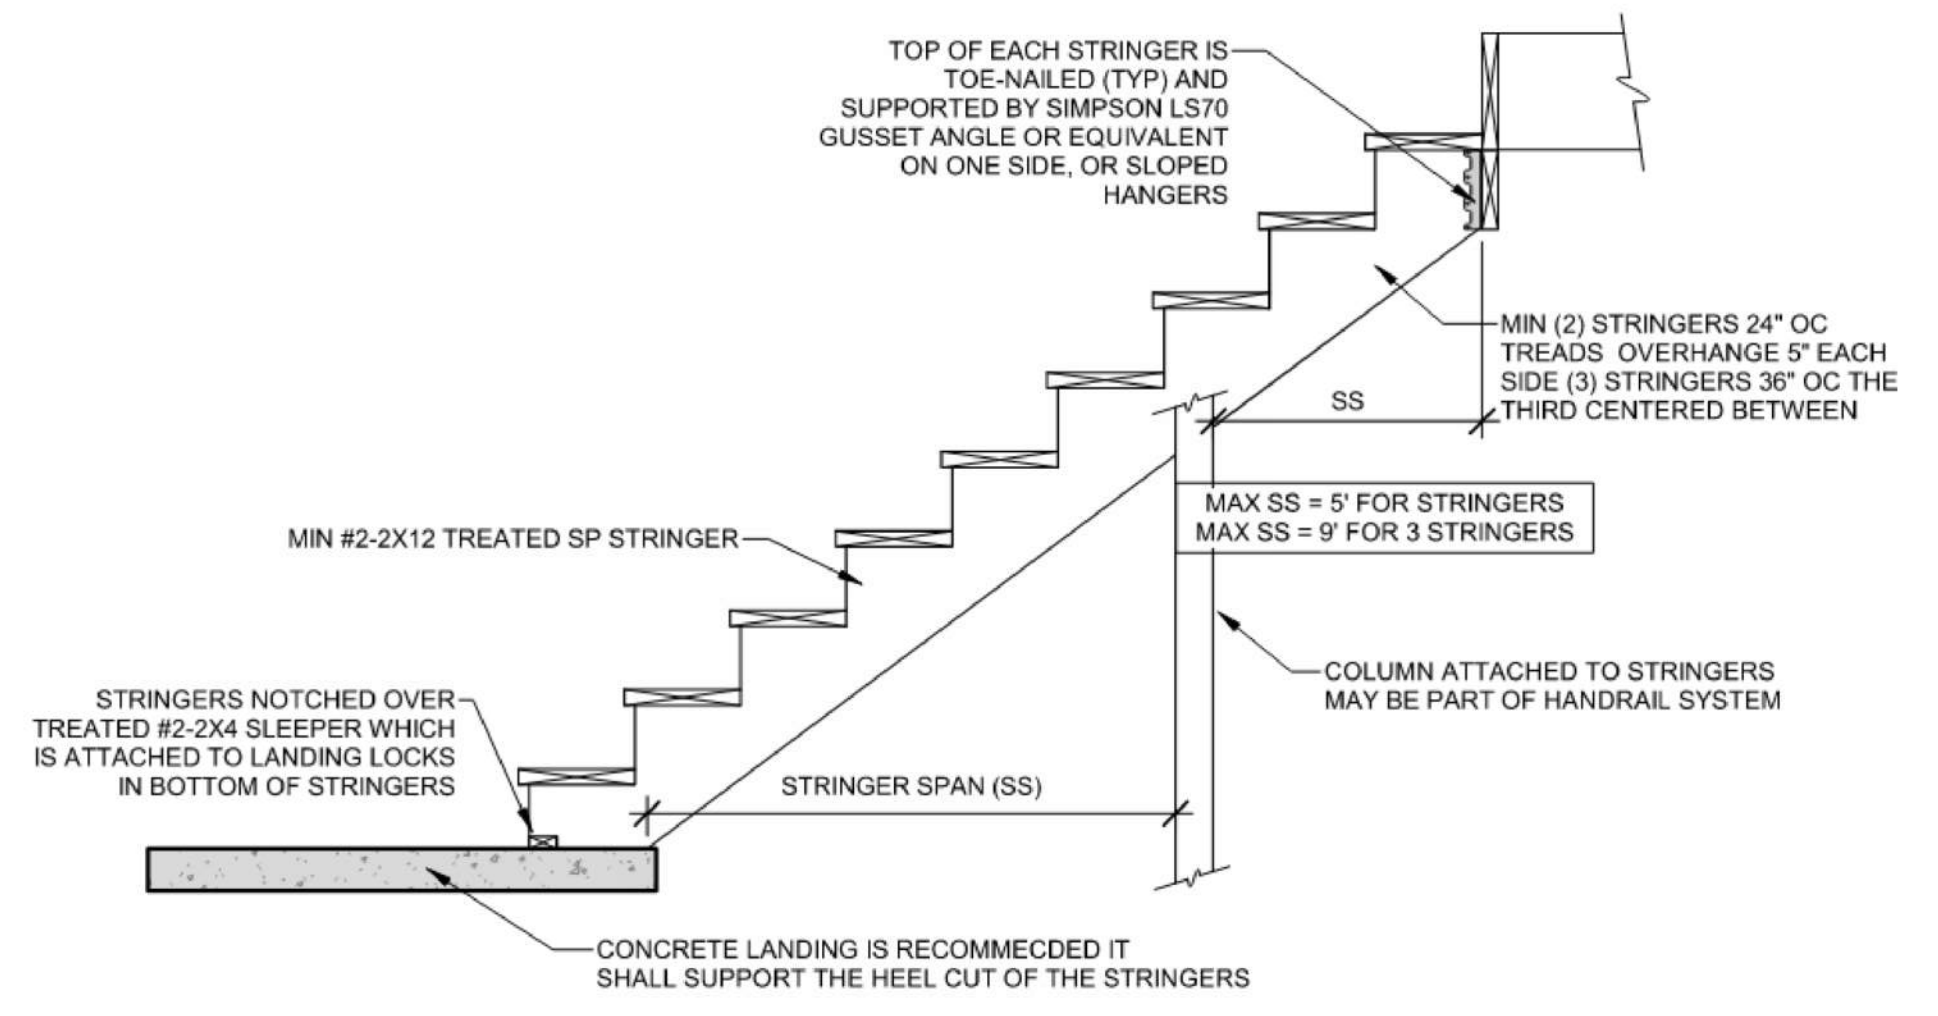 TOP OF EACH STRINGER IS
TOE-NAILED (TYP) AND
SUPPORTED BY SIMPSON LS70
GUSSET ANGLE OR EQUIVALENT
ON ONE SIDE, OR SLOPED
HANGERS
MIN (2) STRINGERS 24" OC
TREADS OVERHANGE 5" EACH
SIDE (3) STRINGERS 36" OC THE
THIRD CENTERED BETWEEN
SS
MAX SS = 5' FOR STRINGERS
MAX SS = 9' FOR 3 STRINGERS
MIN #2-2X12 TREATED SP STRINGER
COLUMN ATTACHED TO STRINGERS
MAY BE PART OF HANDRAIL SYSTEM
STRINGERS NOTCHED OVER
TREATED #2-2X4 SLEEPER WHICH
IS ATTACHED TO LANDING LOCKS
IN BOTTOM OF STRINGERS
STRINGER SPAN (SS)
CONCRETE LANDING IS RECOMMECDED IT
SHALL SUPPORT THE HEEL CUT OF THE STRINGERS